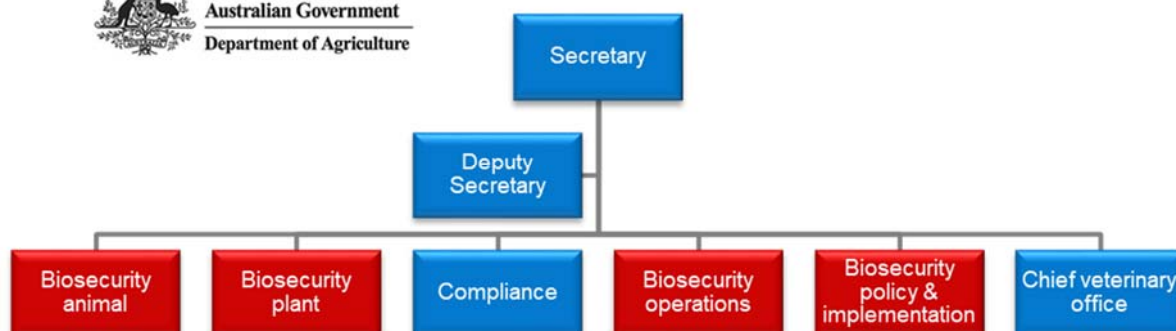 Australian Government
Department of Agriculture
Secretary
Deputy
Secretary
Biosecurity
animal
Biosecurity
plant
Compliance
Biosecurity
operations
Biosecurity
policy &
implementation
Chief veterinary
office